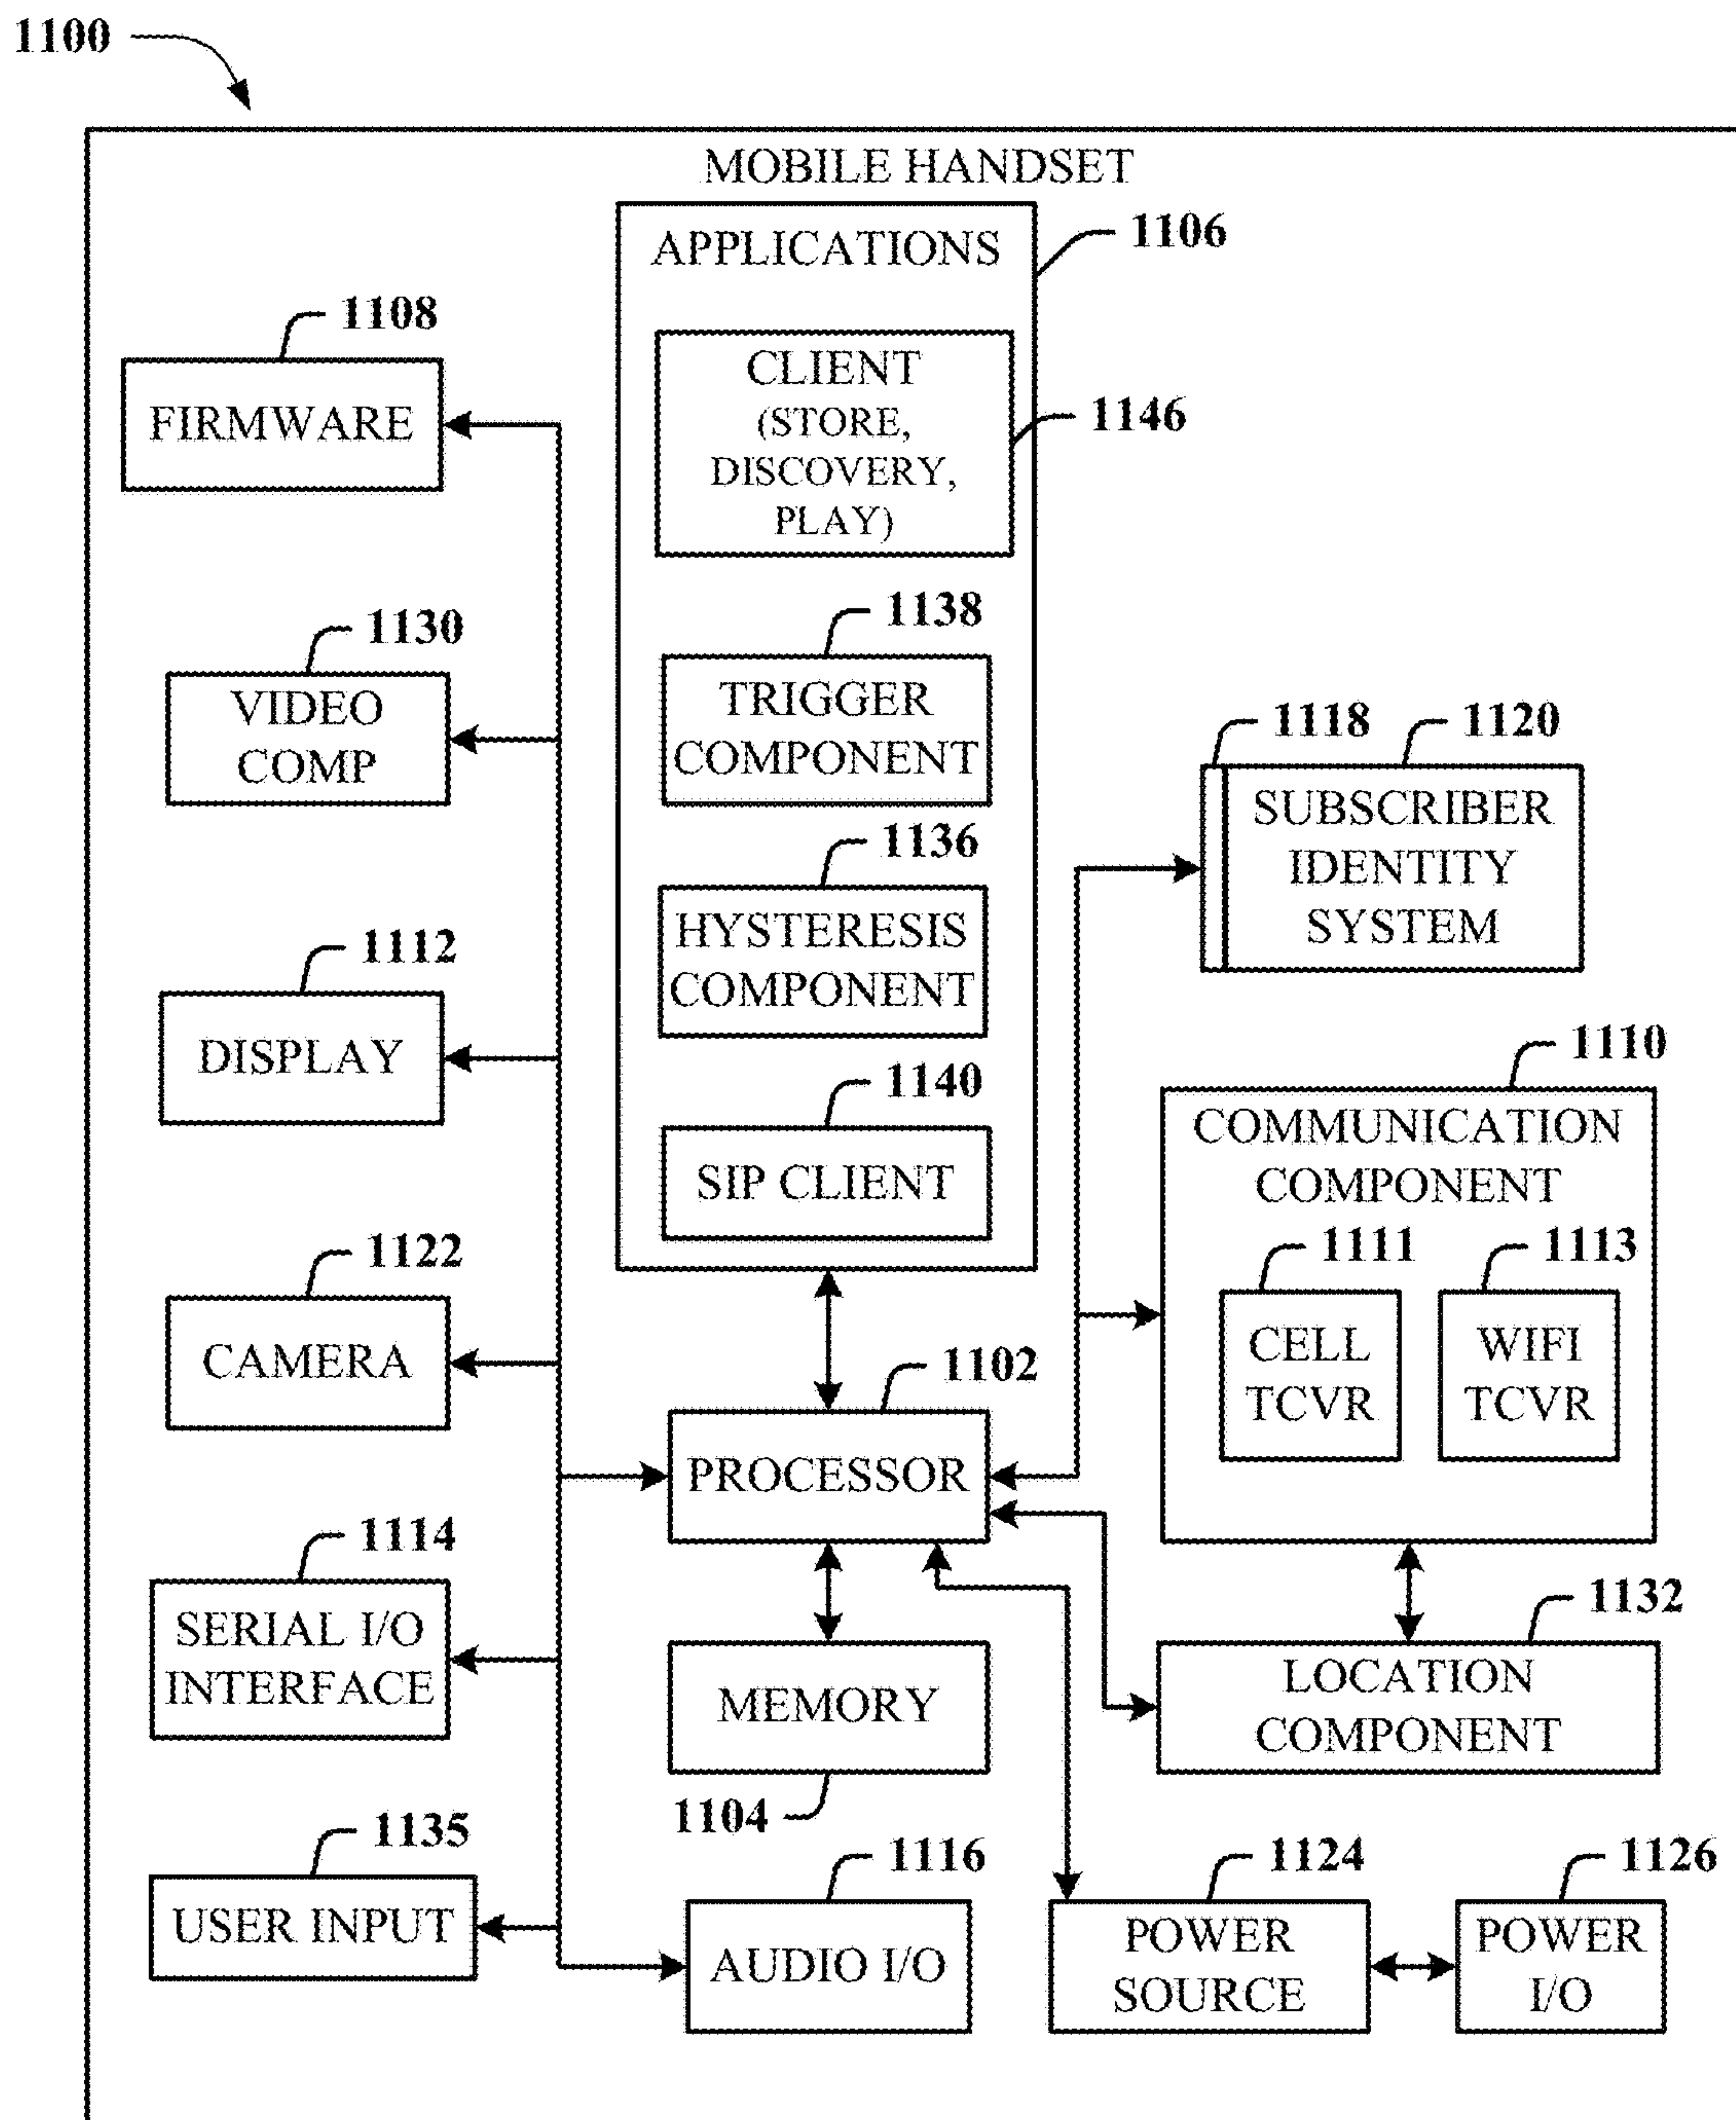 1100
MOBILE HANDSET
APPLICATIONS
1106
CLIENT
(STORE,
DISCOVERY,
PLAY)
1146
1138
TRIGGER
COMPONENT
1136
HYSTERESIS
COMPONENT
1140
SIP CLIENT
1108
FIRMWARE
1130
VIDEO
COMP
1112
DISPLAY
1122
CAMERA
1114
SERIAL I/O
INTERFACE
1135
USER INPUT
1102
PROCESSOR
MEMORY
1104
1116
AUDIO I/O
1118
1120
SUBSCRIBER
IDENTITY
SYSTEM
1110
COMMUNICATION
COMPONENT
1111
CELL
TCVR
1113
WIFI
TCVR
1132
LOCATION
COMPONENT
1124
POWER
SOURCE
1126
POWER
I/O